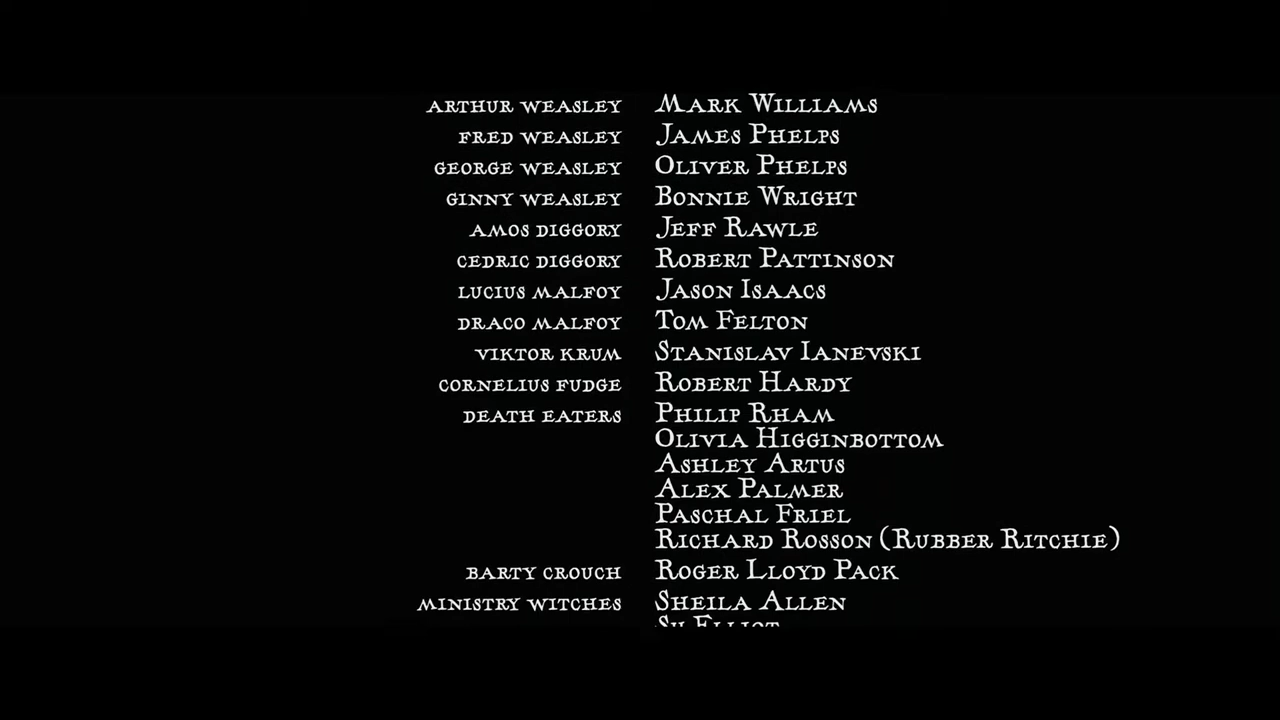 ARTHUR WEASLEY MARK WILLIAMS
FRED WEASLEY JAMES PHELPS
GEORGE WEASLEY OLIVER PHELPS
GINNY WEASLEY BONNIE WRIGHT
AMOS DIGGORY JEFF RAWLE
CEDRIC DIGGORY ROBERT PATTINSON
LUCIUS MALFOY JASON ISAACS
DRACO MALFOY TOM FELTON
VIKTOR KRUM STANISLAV IANEVSKI
CORNELIUS FUDGE ROBERT HARDY
DEATH EATERS PHILIP RHAM
OLIVIA HIGGINBOTTOM
ASHLEY ARTUS
ALEX PALMER
PASCHAL FRIEL
RICHARD ROSSON (RUBBER RITCHIE)
BARTY CROUCH ROGER LLOYD PACK
MINISTRY WITCHES SHEILA ALLEN
SU ELLIOT